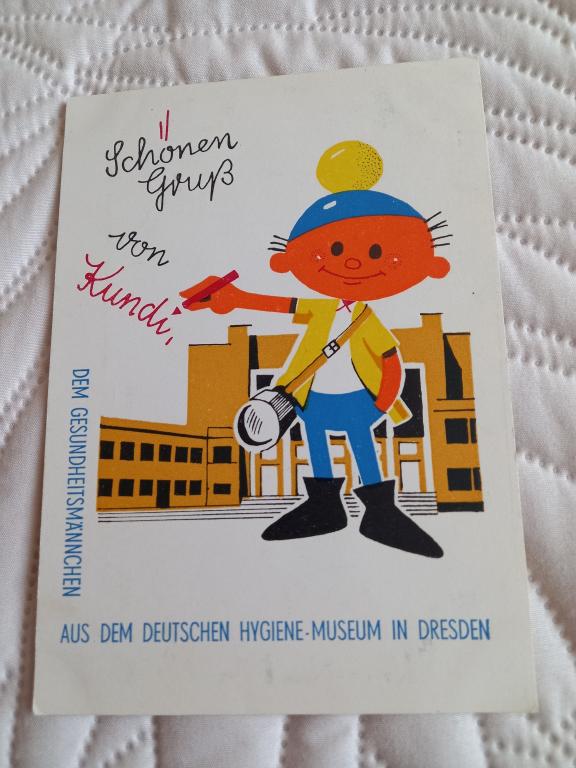 Schönen
Gruß
von
Kundi,
DEM GESUNDHEITSMÄNNCHEN
AUS DEM DEUTSCHEN HYGIENE-MUSEUM IN DRESDEN